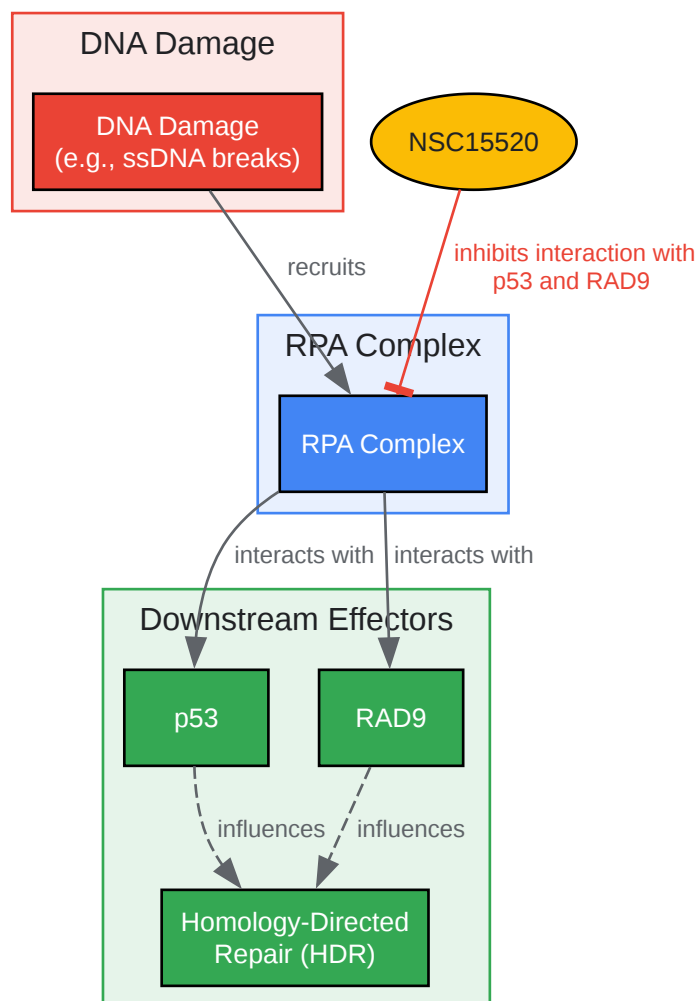 DNA Damage
DNA Damage
(e.g., ssDNA breaks)
NSC15520
recruits
inhibits interaction with
p53 and RAD9
RPA Complex
RPA Complex
interacts with
interacts with
Downstream Effectors
p53
RAD9
influences
influences
Homology-Directed
Repair (HDR)